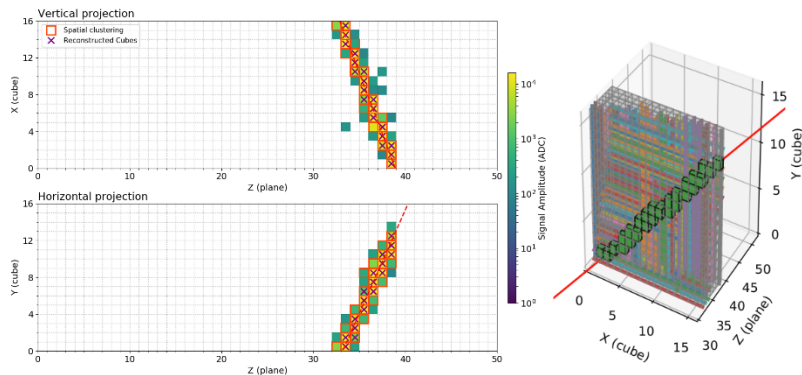 Vertical projection
Spatial clustering
Reconstructed Cubes
16
12
8
4
0
X (cube)
0 10 20 30 40 50
Z (plane)
Horizontal projection
16
12
8
4
0
Y (cube)
0 10 20 30 40 50
Z (plane)
10⁴
10³
10²
10¹
10⁰
Signal Amplitude (ADC)
15
10
5
0
Y (cube)
50
45
40
35
30
Z (plane)
0 5 10 15
X (cube)